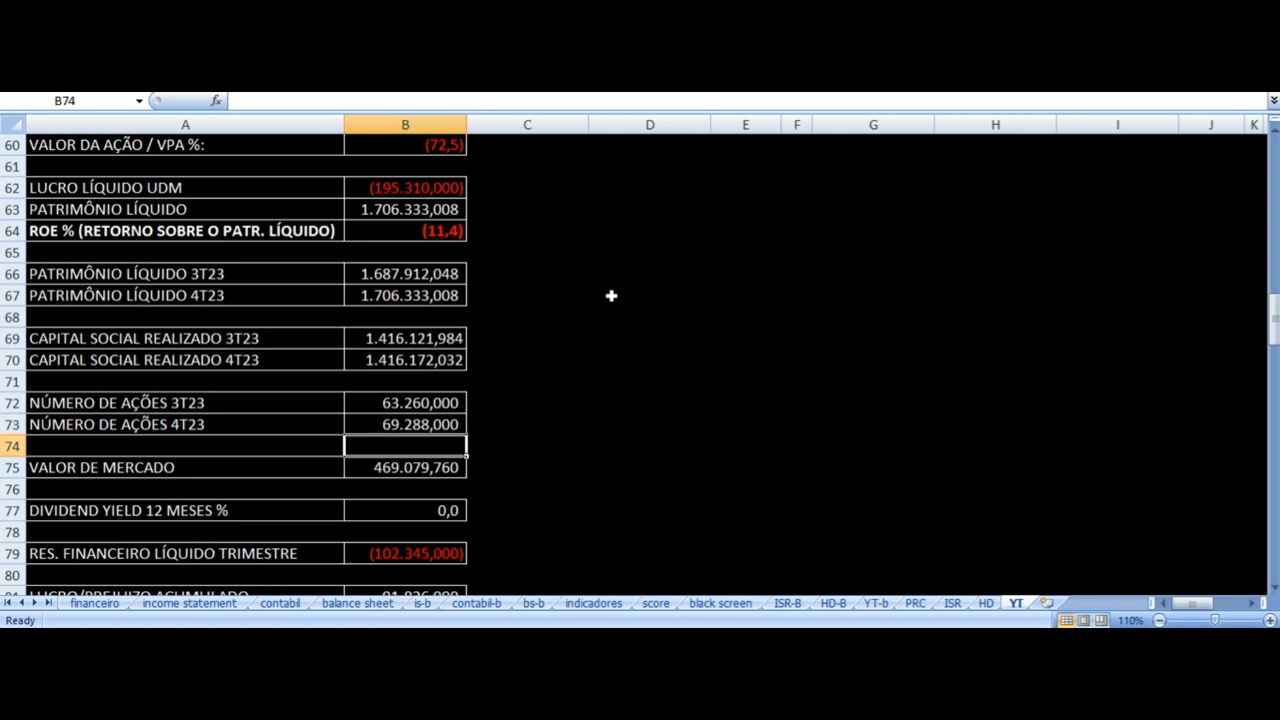 B74
A B C D E F G H I J K
60 VALOR DA AÇÃO / VPA %: (72,5)
61
62 LUCRO LÍQUIDO UDM (195.310,000)
63 PATRIMÔNIO LÍQUIDO 1.706.333,008
64 ROE % (RETORNO SOBRE O PATR. LÍQUIDO) (11,4)
65
66 PATRIMÔNIO LÍQUIDO 3T23 1.687.912,048
67 PATRIMÔNIO LÍQUIDO 4T23 1.706.333,008
68
69 CAPITAL SOCIAL REALIZADO 3T23 1.416.121,984
70 CAPITAL SOCIAL REALIZADO 4T23 1.416.172,032
71
72 NÚMERO DE AÇÕES 3T23 63.260,000
73 NÚMERO DE AÇÕES 4T23 69.288,000
74
75 VALOR DE MERCADO 469.079,760
76
77 DIVIDEND YIELD 12 MESES % 0,0
78
79 RES. FINANCEIRO LÍQUIDO TRIMESTRE (102.345,000)
80
financeiro income statement contabil balance sheet is-b contabil-b bs-b indicadores score black screen ISR-B HD-B YT-b PRC ISR HD YT
Ready 110%